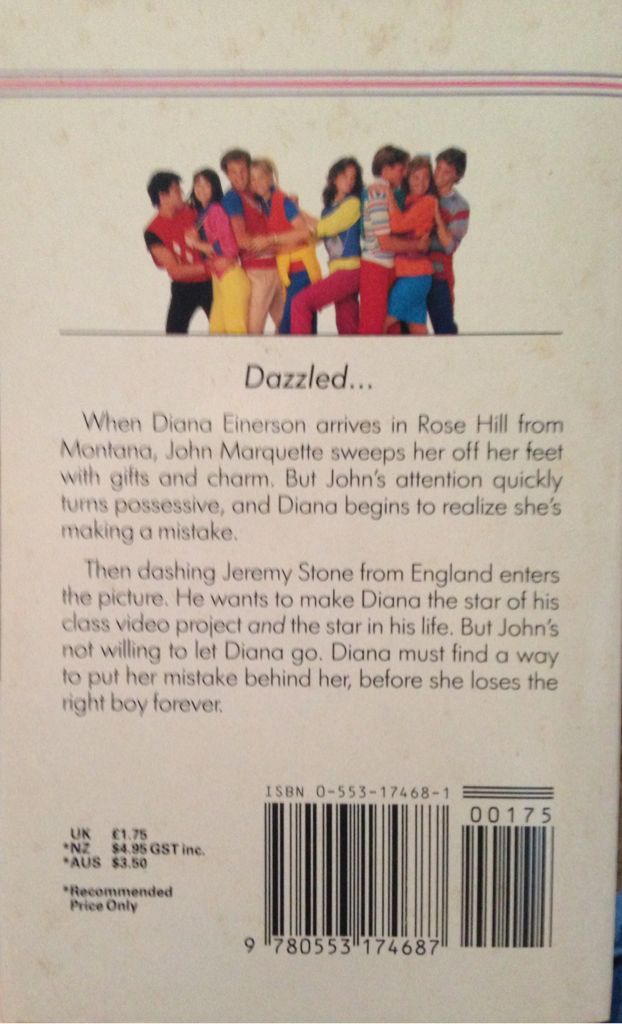 Dazzled...
When Diana Einerson arrives in Rose Hill from
Montana, John Marquette sweeps her off her feet
with gifts and charm. But John's attention quickly
turns possessive, and Diana begins to realize she's
making a mistake.
Then dashing Jeremy Stone from England enters
the picture. He wants to make Diana the star of his
class video project and the star in his life. But John's
not willing to let Diana go. Diana must find a way
to put her mistake behind her, before she loses the
right boy forever.
ISBN 0-553-17468-1
00175
UK £1.75
*NZ $4.95 GST inc.
*AUS $3.50
*Recommended
Price Only
9 780553 174687